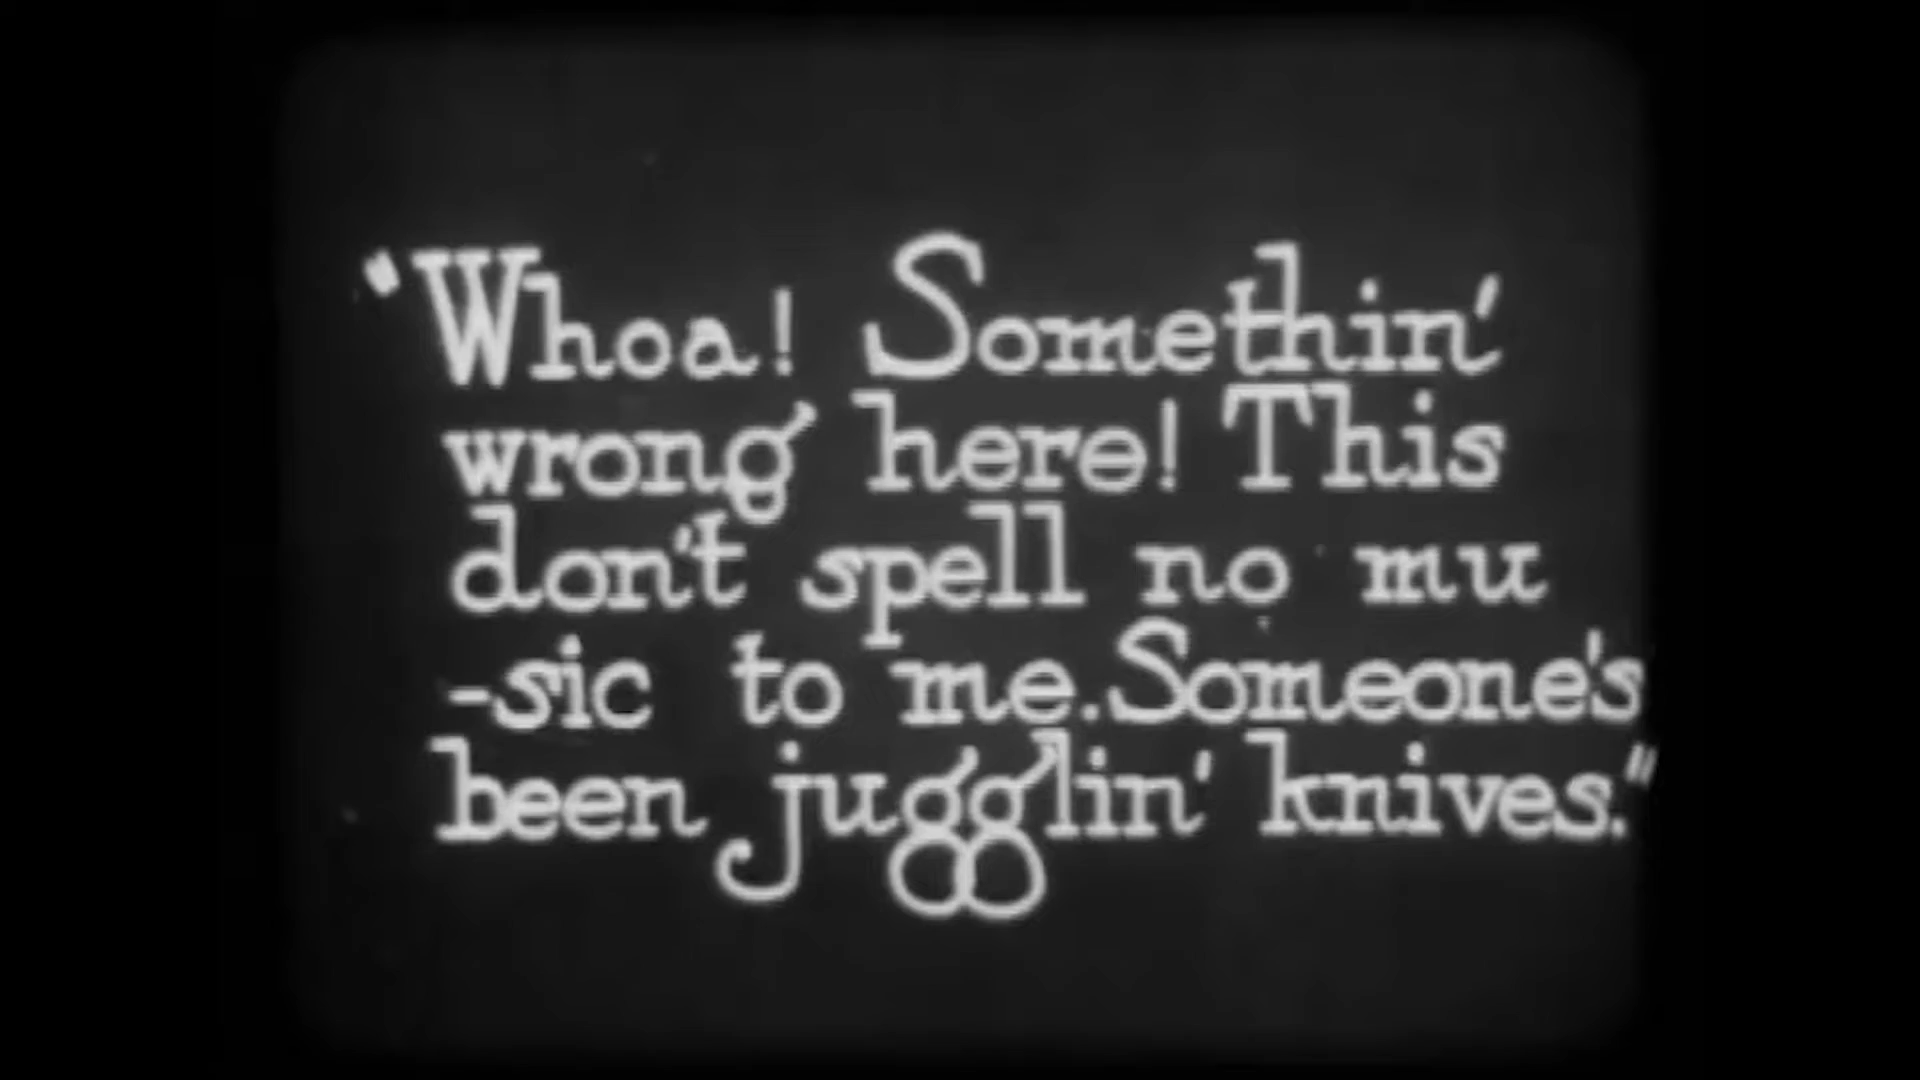 "Whoa! Somethin'
wrong here! This
don't spell no mu
-sic to me. Someone's
been jugglin' knives."